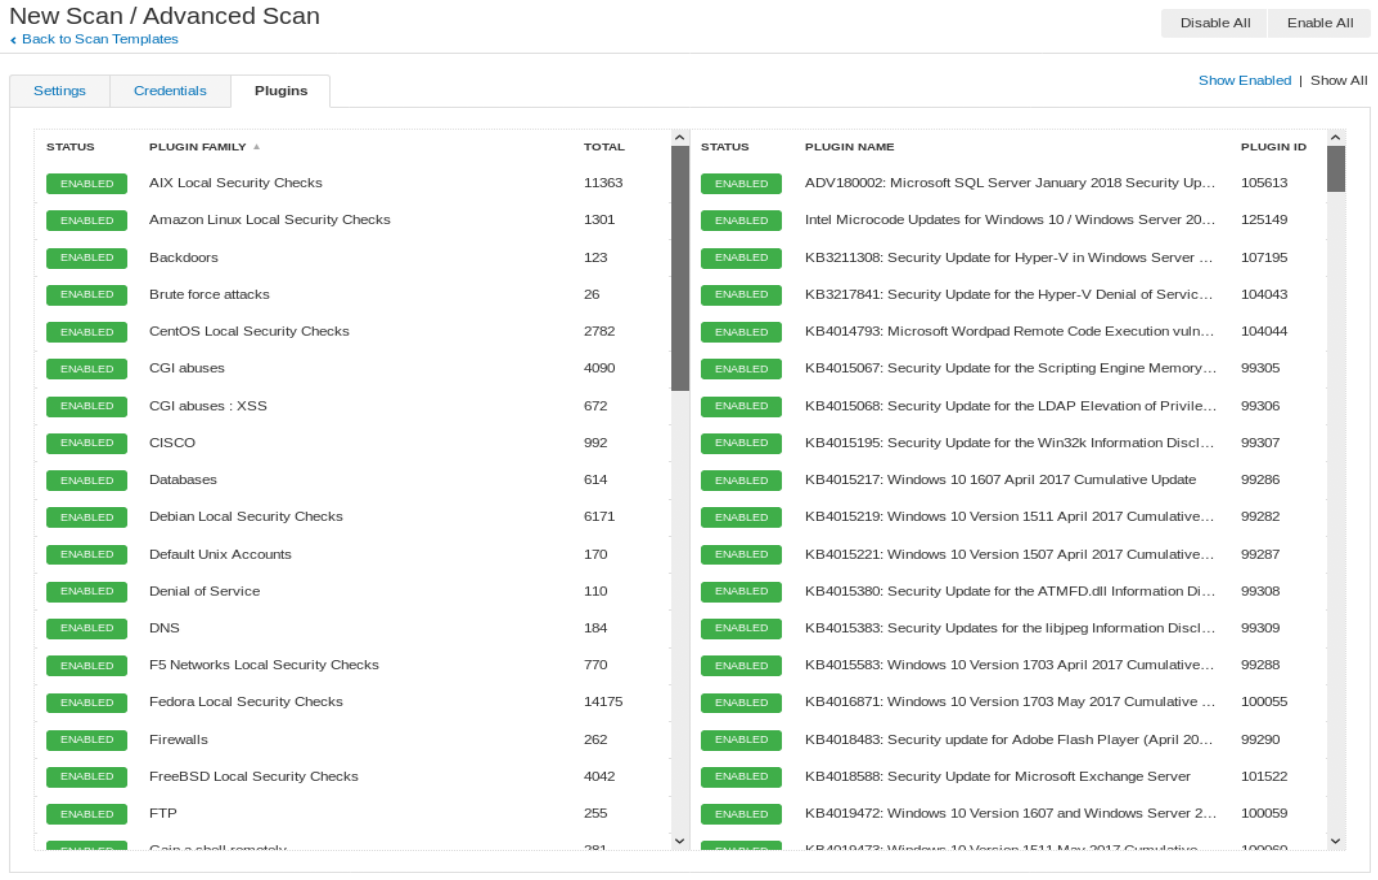 New Scan / Advanced Scan
Disable All Enable All
Back to Scan Templates
Settings Credentials Plugins
Show Enabled | Show All
STATUS PLUGIN FAMILY TOTAL
ENABLED AIX Local Security Checks 11363
ENABLED Amazon Linux Local Security Checks 1301
ENABLED Backdoors 123
ENABLED Brute force attacks 26
ENABLED CentOS Local Security Checks 2782
ENABLED CGI abuses 4090
ENABLED CGI abuses : XSS 672
ENABLED CISCO 992
ENABLED Databases 614
ENABLED Debian Local Security Checks 6171
ENABLED Default Unix Accounts 170
ENABLED Denial of Service 110
ENABLED DNS 184
ENABLED F5 Networks Local Security Checks 770
ENABLED Fedora Local Security Checks 14175
ENABLED Firewalls 262
ENABLED FreeBSD Local Security Checks 4042
ENABLED FTP 255
ENABLED Gain a shell remotely 281
STATUS PLUGIN NAME PLUGIN ID
ENABLED ADV180002: Microsoft SQL Server January 2018 Security Up... 105613
ENABLED Intel Microcode Updates for Windows 10 / Windows Server 20... 125149
ENABLED KB3211308: Security Update for Hyper-V in Windows Server ... 107195
ENABLED KB3217841: Security Update for the Hyper-V Denial of Servic... 104043
ENABLED KB4014793: Microsoft Wordpad Remote Code Execution vuln... 104044
ENABLED KB4015067: Security Update for the Scripting Engine Memory... 99305
ENABLED KB4015068: Security Update for the LDAP Elevation of Privile... 99306
ENABLED KB4015195: Security Update for the Win32k Information Discl... 99307
ENABLED KB4015217: Windows 10 1607 April 2017 Cumulative Update 99286
ENABLED KB4015219: Windows 10 Version 1511 April 2017 Cumulative... 99282
ENABLED KB4015221: Windows 10 Version 1507 April 2017 Cumulative... 99287
ENABLED KB4015380: Security Update for the ATMFD.dll Information Di... 99308
ENABLED KB4015383: Security Updates for the libjpeg Information Discl... 99309
ENABLED KB4015583: Windows 10 Version 1703 April 2017 Cumulative... 99288
ENABLED KB4016871: Windows 10 Version 1703 May 2017 Cumulative ... 100055
ENABLED KB4018483: Security update for Adobe Flash Player (April 20... 99290
ENABLED KB4018588: Security Update for Microsoft Exchange Server 101522
ENABLED KB4019472: Windows 10 Version 1607 and Windows Server 2... 100059
ENABLED KB4019473: Windows 10 Version 1511 May 2017 Cumulative 100060